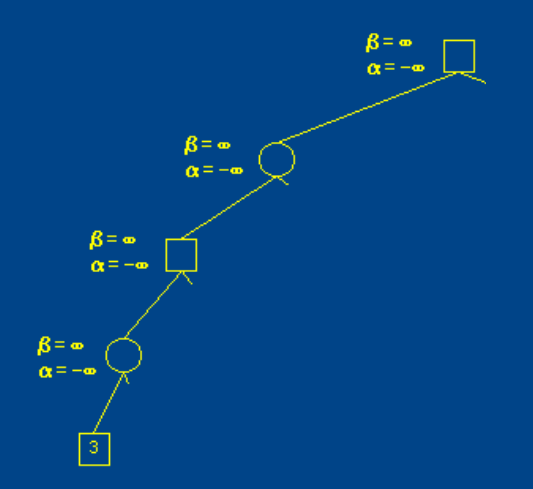 β = ∞
α = −∞
β = ∞
α = −∞
β = ∞
α = −∞
β = ∞
α = −∞
3